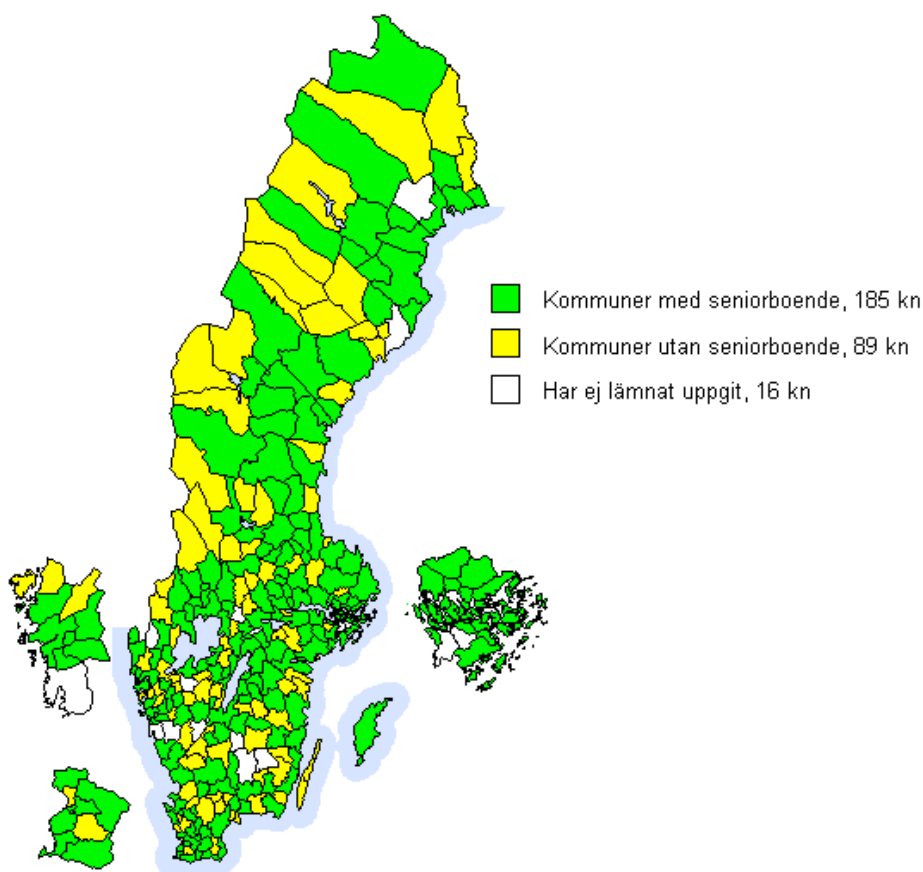 Kommuner med seniorboende, 185 kn
Kommuner utan seniorboende, 89 kn
Har ej lämnat uppgit, 16 kn